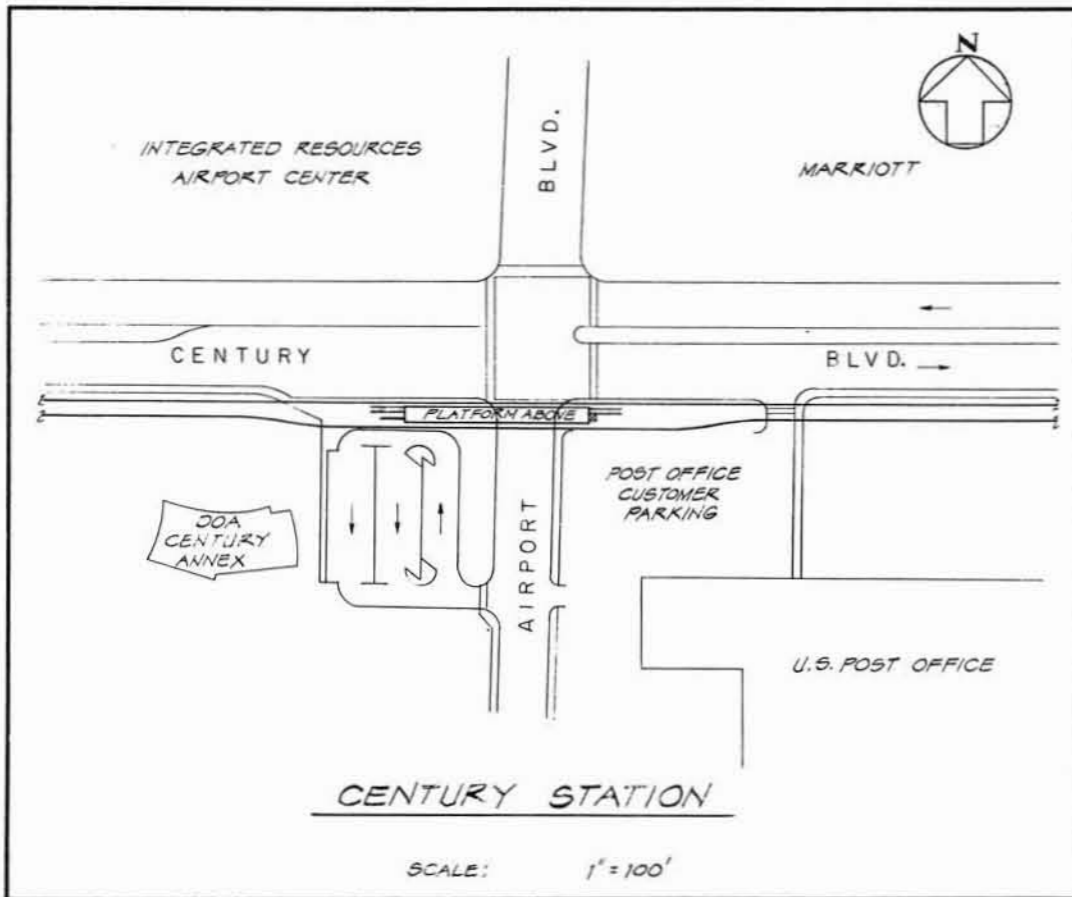 N
INTEGRATED RESOURCES
AIRPORT CENTER
BLVD.
MARRIOTT
CENTURY
BLVD.
PLATFORM ABOVE
POST OFFICE
CUSTOMER
PARKING
DOA
CENTURY
ANNEX
AIRPORT
U.S. POST OFFICE
CENTURY STATION
SCALE: 1" = 100'